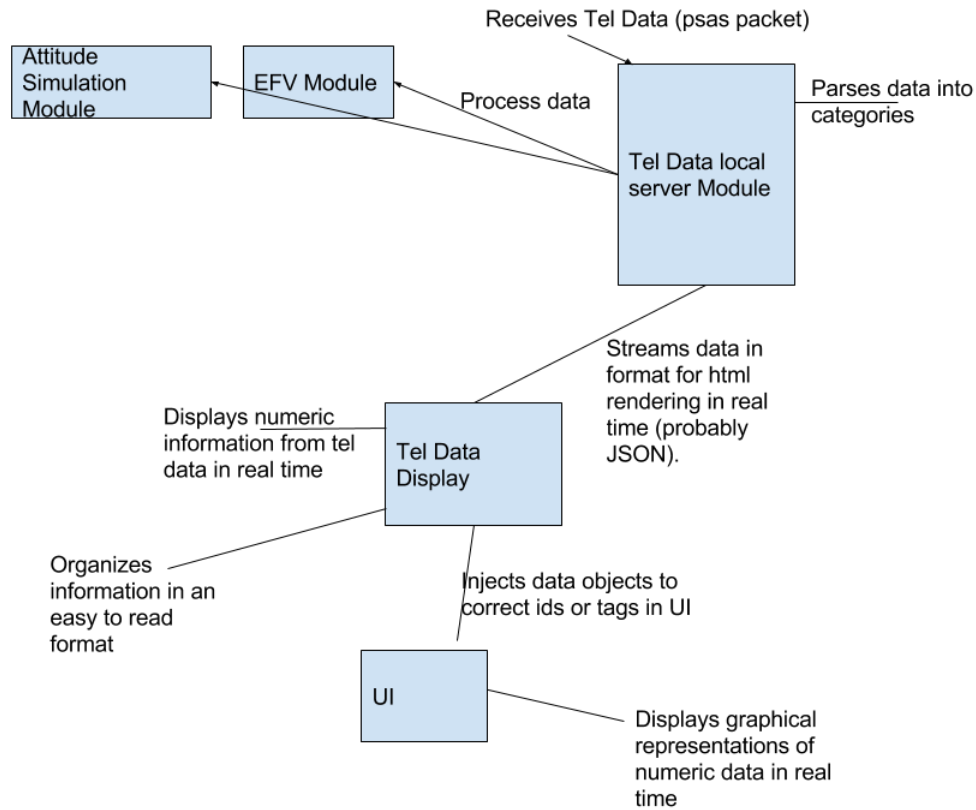 Receives Tel Data (psas packet)
Attitude
Simulation
Module
EFV Module
Process data
Parses data into
categories
Tel Data local
server Module
Streams data in
format for html
rendering in real
time (probably
JSON).
Displays numeric
information from tel
data in real time
Tel Data
Display
Organizes
information in an
easy to read
format
Injects data objects to
correct ids or tags in UI
UI
Displays graphical
representations of
numeric data in real
time